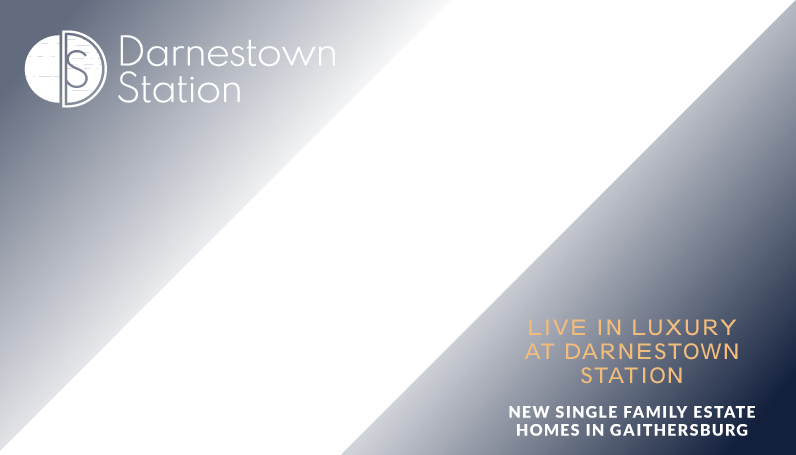 Darnestown
Station
LIVE IN LUXURY
AT DARNESTOWN
STATION
NEW SINGLE FAMILY ESTATE
HOMES IN GAITHERSBURG